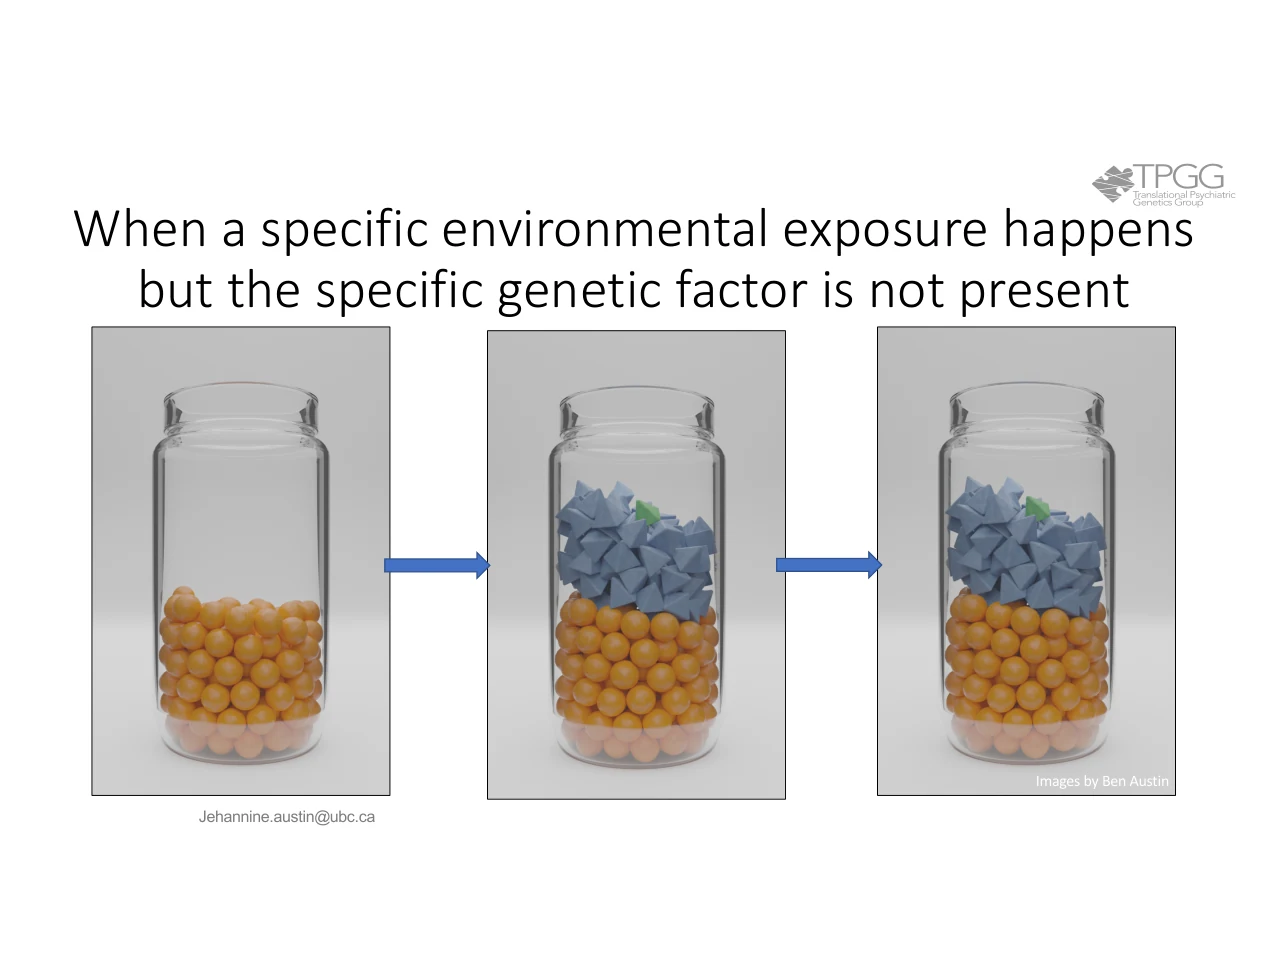 TPGG
Translational Psychiatric
Genetics Group
When a specific environmental exposure happens
but the specific genetic factor is not present
Images by Ben Austin
Jehannine.austin@ubc.ca